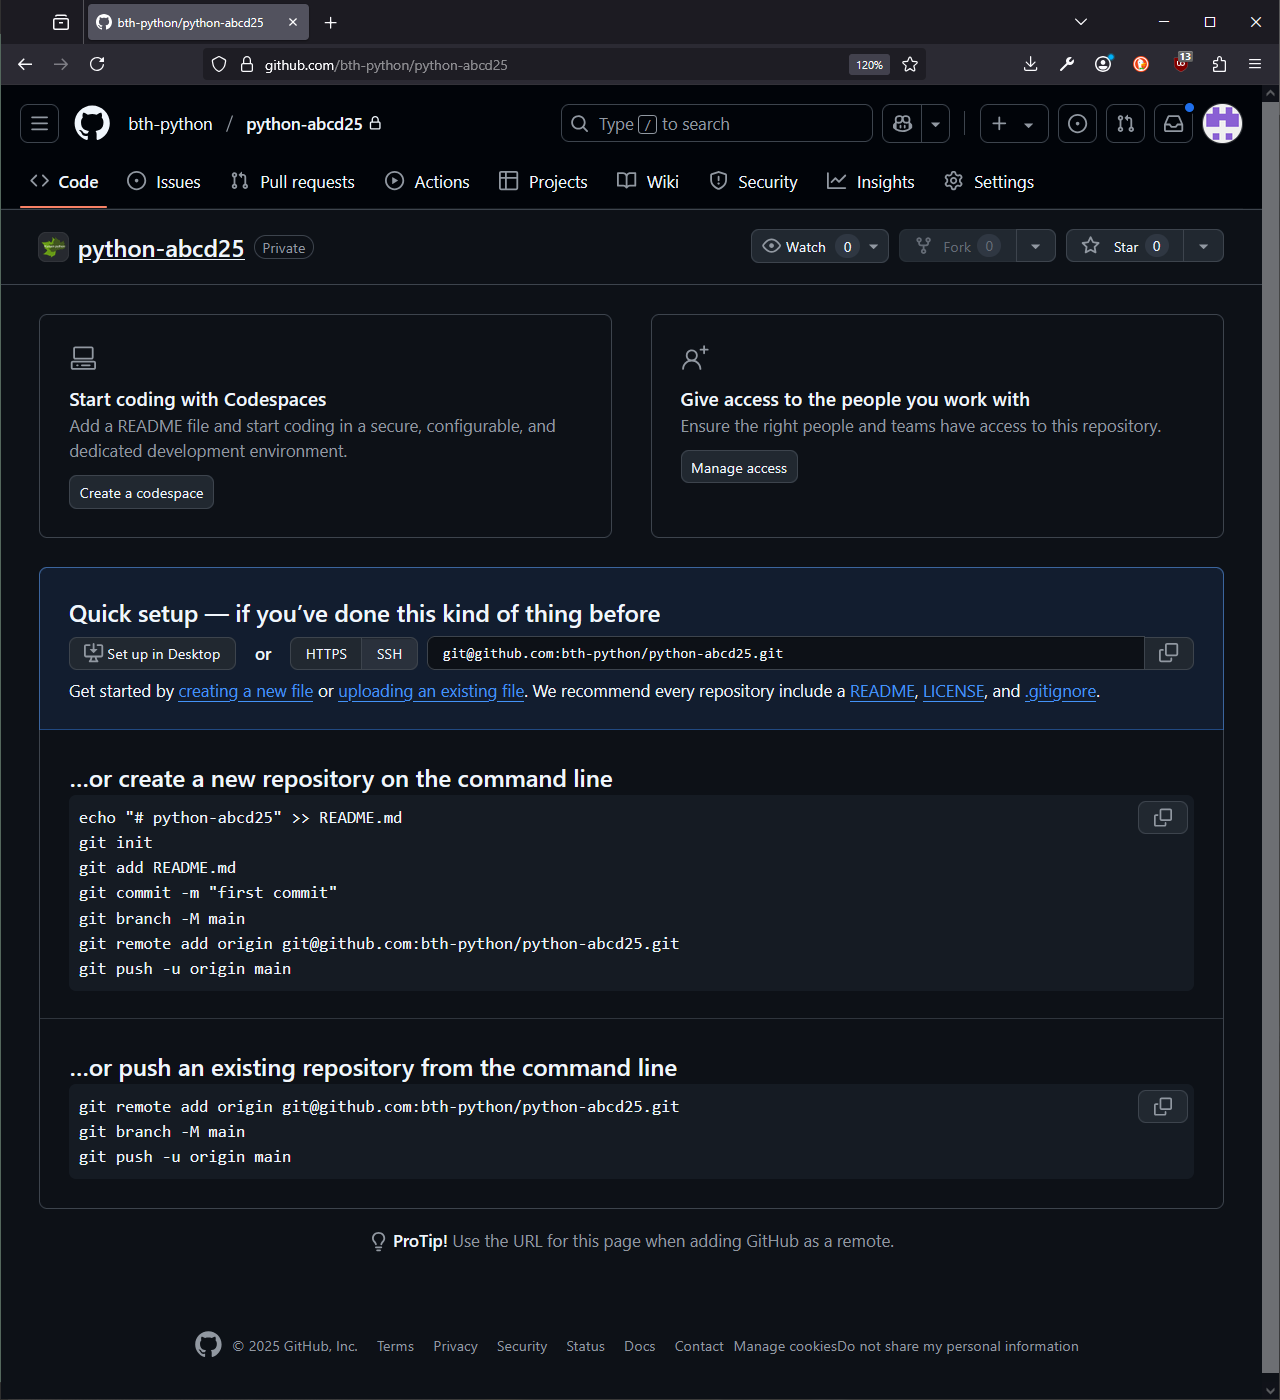 bth-python/python-abcd25
github.com/bth-python/python-abcd25
120%
13
bth-python / python-abcd25
Type / to search
Code
Issues
Pull requests
Actions
Projects
Wiki
Security
Insights
Settings
python-abcd25
Private
Watch 0
Fork 0
Star 0
Start coding with Codespaces
Add a README file and start coding in a secure, configurable, and
dedicated development environment.
Create a codespace
Give access to the people you work with
Ensure the right people and teams have access to this repository.
Manage access
Quick setup — if you’ve done this kind of thing before
Set up in Desktop
or
HTTPS
SSH
git@github.com:bth-python/python-abcd25.git
Get started by creating a new file or uploading an existing file. We recommend every repository include a README, LICENSE, and .gitignore.
…or create a new repository on the command line
echo "# python-abcd25" >> README.md
git init
git add README.md
git commit -m "first commit"
git branch -M main
git remote add origin git@github.com:bth-python/python-abcd25.git
git push -u origin main
…or push an existing repository from the command line
git remote add origin git@github.com:bth-python/python-abcd25.git
git branch -M main
git push -u origin main
ProTip! Use the URL for this page when adding GitHub as a remote.
© 2025 GitHub, Inc.
Terms
Privacy
Security
Status
Docs
Contact
Manage cookies
Do not share my personal information